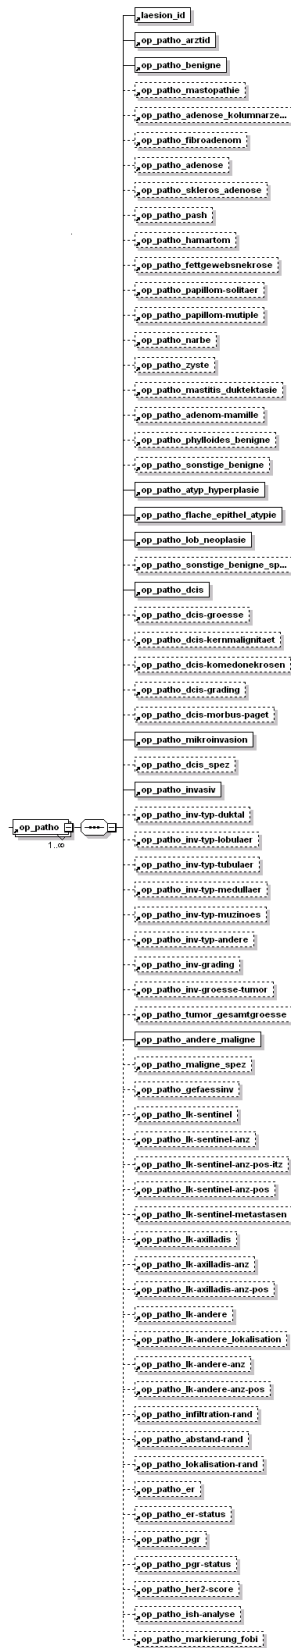 laesion_id
op_patho_arztid
op_patho_benigne
op_patho_mastopathie
op_patho_adenose_kolumnarze...
op_patho_fibroadenom
op_patho_adenose
op_patho_skleros_adenose
op_patho_pash
op_patho_hamartom
op_patho_fettgewebsnekrose
op_patho_papillom-solitaer
op_patho_papillom-mutiple
op_patho_narbe
op_patho_zyste
op_patho_mastitis_duktektasie
op_patho_adenom-mamille
op_patho_phylloides_benigne
op_patho_sonstige_benigne
op_patho_atyp_hyperplasie
op_patho_flache_epithel_atypie
op_patho_lob_neoplasie
op_patho_sonstige_benigne_sp...
op_patho_dcis
op_patho_dcis-groesse
op_patho_dcis-kernmalignitaet
op_patho_dcis-komedonekrosen
op_patho_dcis-grading
op_patho_dcis-morbus-paget
op_patho_mikroinvasion
op_patho_dcis_spez
op_patho_invasiv
op_patho
1..∞
op_patho_inv-typ-duktal
op_patho_inv-typ-lobulaer
op_patho_inv-typ-tubulaer
op_patho_inv-typ-medullaer
op_patho_inv-typ-muzinoes
op_patho_inv-typ-andere
op_patho_inv-grading
op_patho_inv-groesse-tumor
op_patho_tumor_gesamtgroesse
op_patho_andere_maligne
op_patho_maligne_spez
op_patho_gefaessinv
op_patho_lk-sentinel
op_patho_lk-sentinel-anz
op_patho_lk-sentinel-anz-pos-itz
op_patho_lk-sentinel-anz-pos
op_patho_lk-sentinel-metastasen
op_patho_lk-axilladis
op_patho_lk-axilladis-anz
op_patho_lk-axilladis-anz-pos
op_patho_lk-andere
op_patho_lk-andere_lokalisation
op_patho_lk-andere-anz
op_patho_lk-andere-anz-pos
op_patho_infiltration-rand
op_patho_abstand-rand
op_patho_lokalisation-rand
op_patho_er
op_patho_er-status
op_patho_pgr
op_patho_pgr-status
op_patho_her2-score
op_patho_ish-analyse
op_patho_markierung_fobi